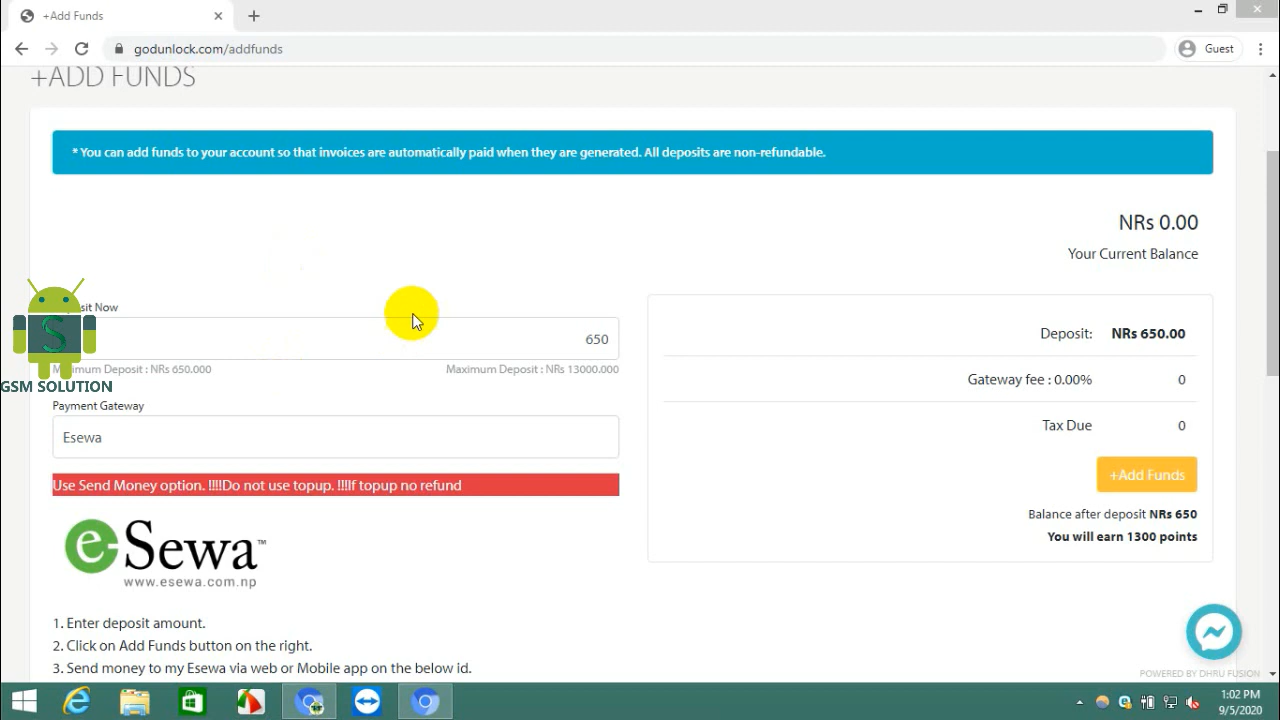 +Add Funds
godunlock.com/addfunds
Guest
+ADD FUNDS
* You can add funds to your account so that invoices are automatically paid when they are generated. All deposits are non-refundable.
NRs 0.00
Your Current Balance
Now
650
Deposit : NRs 650.000
Maximum Deposit : NRs 13000.000
S
GSM SOLUTION
Payment Gateway
Esewa
Use Send Money option. !!!!Do not use topup. !!!!If topup no refund
e-Sewa™
www.esewa.com.np
1. Enter deposit amount.
2. Click on Add Funds button on the right.
3. Send money to my Esewa via web or Mobile app on the below id.
Deposit: NRs 650.00
Gateway fee : 0.00% 0
Tax Due 0
+Add Funds
Balance after deposit NRs 650
You will earn 1300 points
POWERED BY DHRU FUSION
1:02 PM
9/5/2020